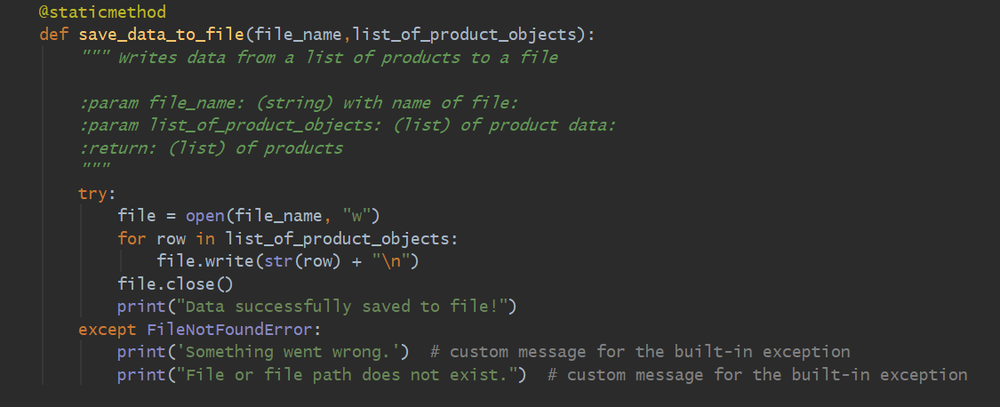 @staticmethod
def save_data_to_file(file_name,list_of_product_objects):
""" Writes data from a list of products to a file
:param file_name: (string) with name of file:
:param list_of_product_objects: (list) of product data:
:return: (list) of products
"""
try:
file = open(file_name, "w")
for row in list_of_product_objects:
file.write(str(row) + "\n")
file.close()
print("Data successfully saved to file!")
except FileNotFoundError:
print('Something went wrong.')  # custom message for the built-in exception
print("File or file path does not exist.")  # custom message for the built-in exception